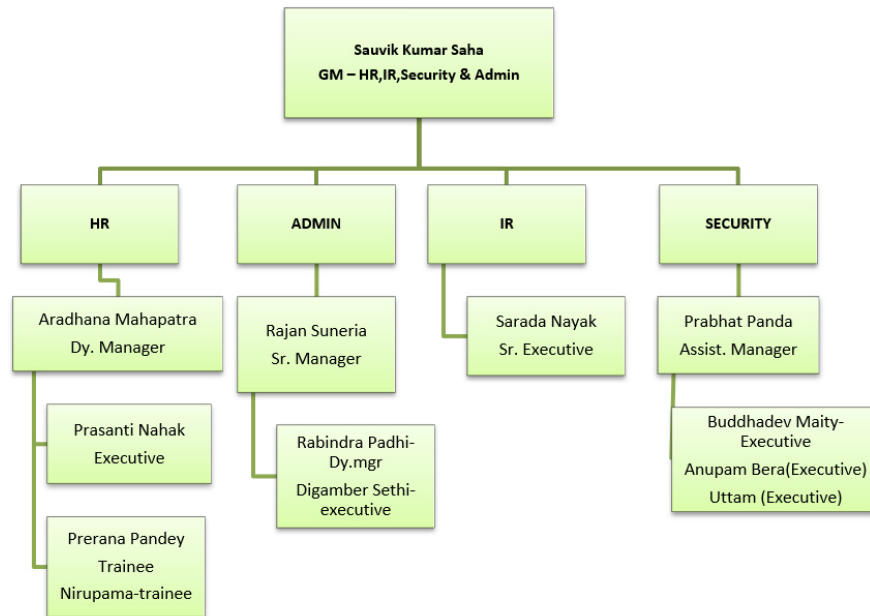 Sauvik Kumar Saha
GM – HR,IR,Security & Admin
HR
ADMIN
IR
SECURITY
Aradhana Mahapatra
Dy. Manager
Rajan Suneria
Sr. Manager
Sarada Nayak
Sr. Executive
Prabhat Panda
Assist. Manager
Prasanti Nahak
Executive
Rabindra Padhi-
Dy.mgr
Digamber Sethi-
executive
Buddhadev Maity-
Executive
Anupam Bera(Executive)
Uttam (Executive)
Prerana Pandey
Trainee
Nirupama-trainee